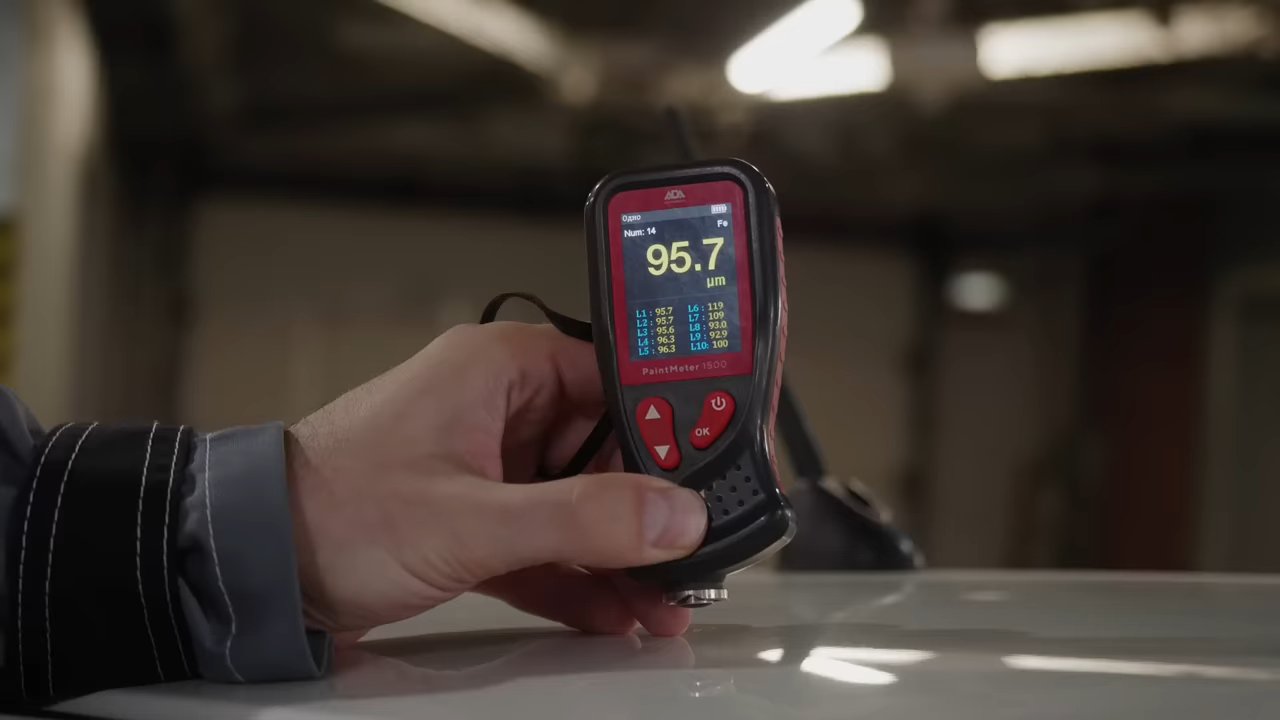 ADA
Одно
Num: 14 Fe
95.7
µm
L1 : 95.7 L6 : 119
L2 : 95.7 L7 : 109
L3 : 95.6 L8 : 93.0
L4 : 96.3 L9 : 92.9
L5 : 96.3 L10: 100
PaintMeter 1500
OK